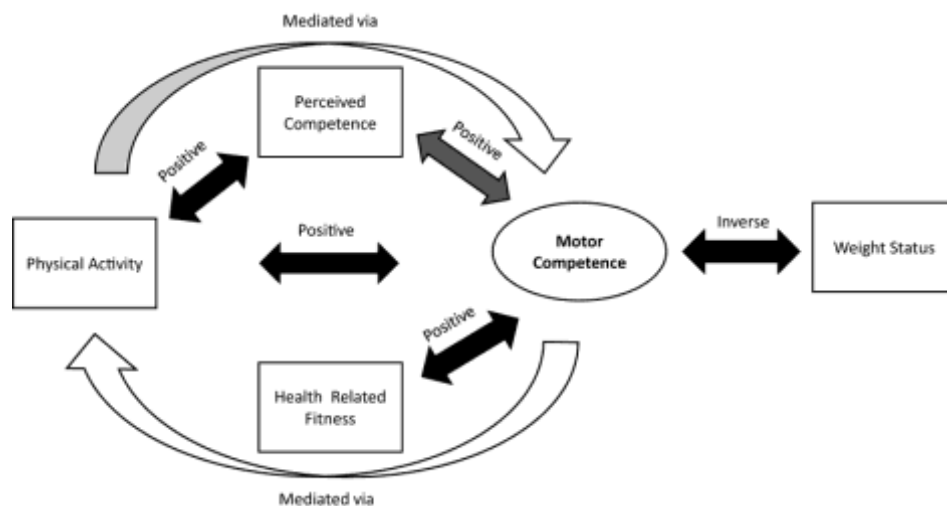 Mediated via
Perceived
Competence
Positive
Positive
Positive
Physical Activity
Motor
Competence
Inverse
Weight Status
Positive
Health Related
Fitness
Mediated via